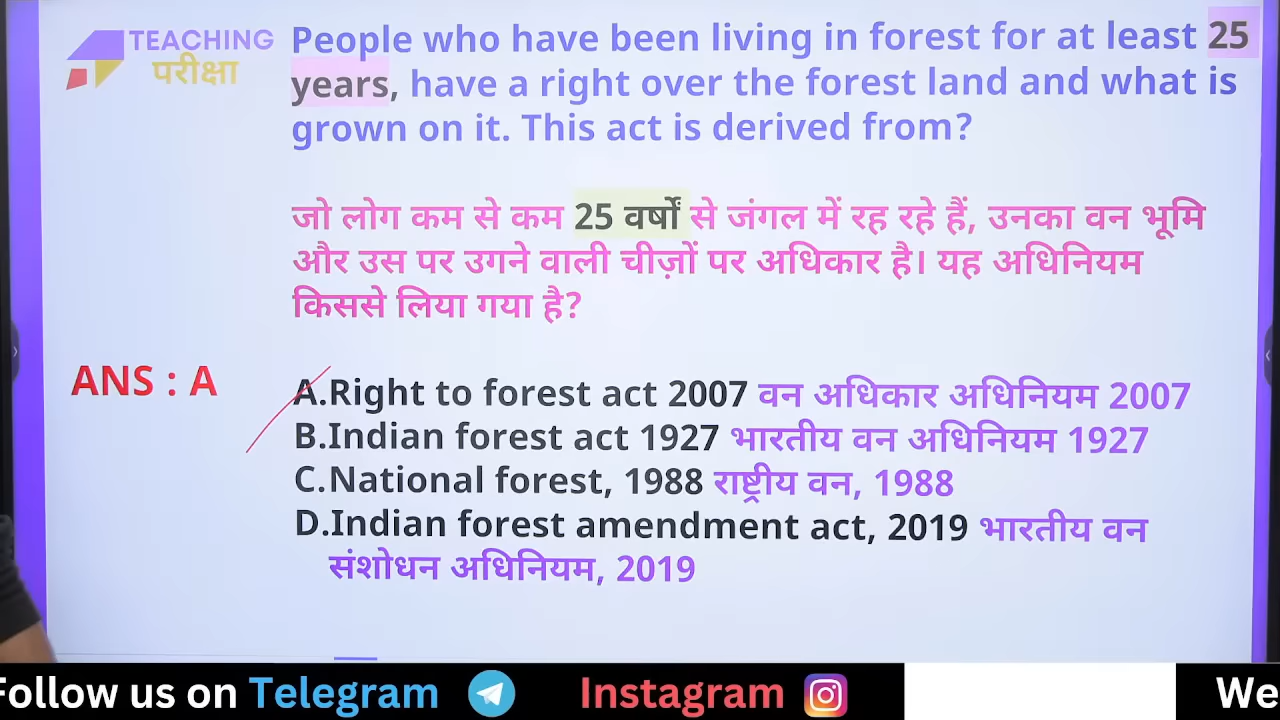 TEACHING
परीक्षा
People who have been living in forest for at least 25
years, have a right over the forest land and what is
grown on it. This act is derived from?
जो लोग कम से कम 25 वर्षों से जंगल में रह रहे हैं, उनका वन भूमि
और उस पर उगने वाली चीज़ों पर अधिकार है। यह अधिनियम
किससे लिया गया है?
ANS : A
A.Right to forest act 2007 वन अधिकार अधिनियम 2007
B.Indian forest act 1927 भारतीय वन अधिनियम 1927
C.National forest, 1988 राष्ट्रीय वन, 1988
D.Indian forest amendment act, 2019 भारतीय वन
संशोधन अधिनियम, 2019
Follow us on Telegram Instagram We